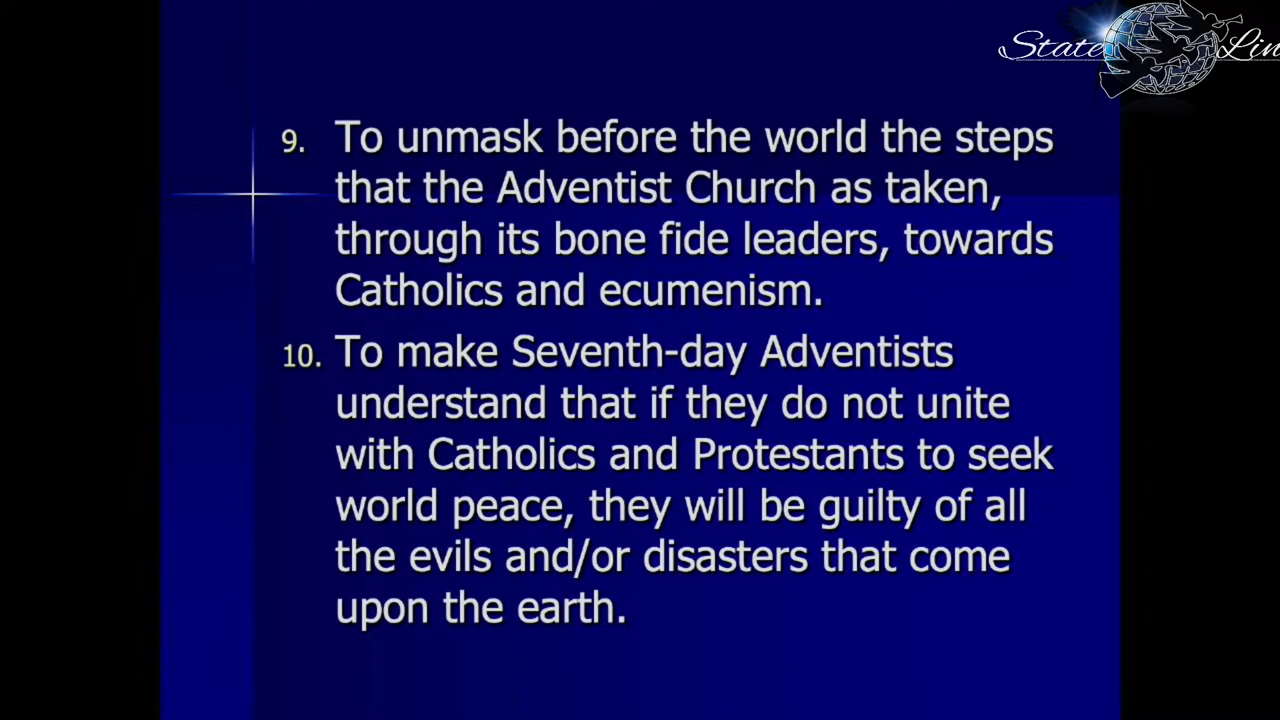 State Lin
9. To unmask before the world the steps
that the Adventist Church as taken,
through its bone fide leaders, towards
Catholics and ecumenism.
10. To make Seventh-day Adventists
understand that if they do not unite
with Catholics and Protestants to seek
world peace, they will be guilty of all
the evils and/or disasters that come
upon the earth.